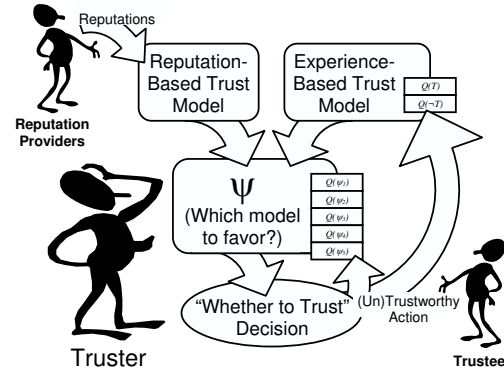 Reputations
Reputation-
Based Trust
Model
Experience-
Based Trust
Model
Q(T)
Q(¬T)
Reputation
Providers
Ψ
(Which model
to favor?)
Q(ψ₁)
Q(ψ₂)
Q(ψ₃)
Q(ψ₄)
Q(ψ₅)
"Whether to Trust"
Decision
(Un)Trustworthy
Action
Truster
Trustee